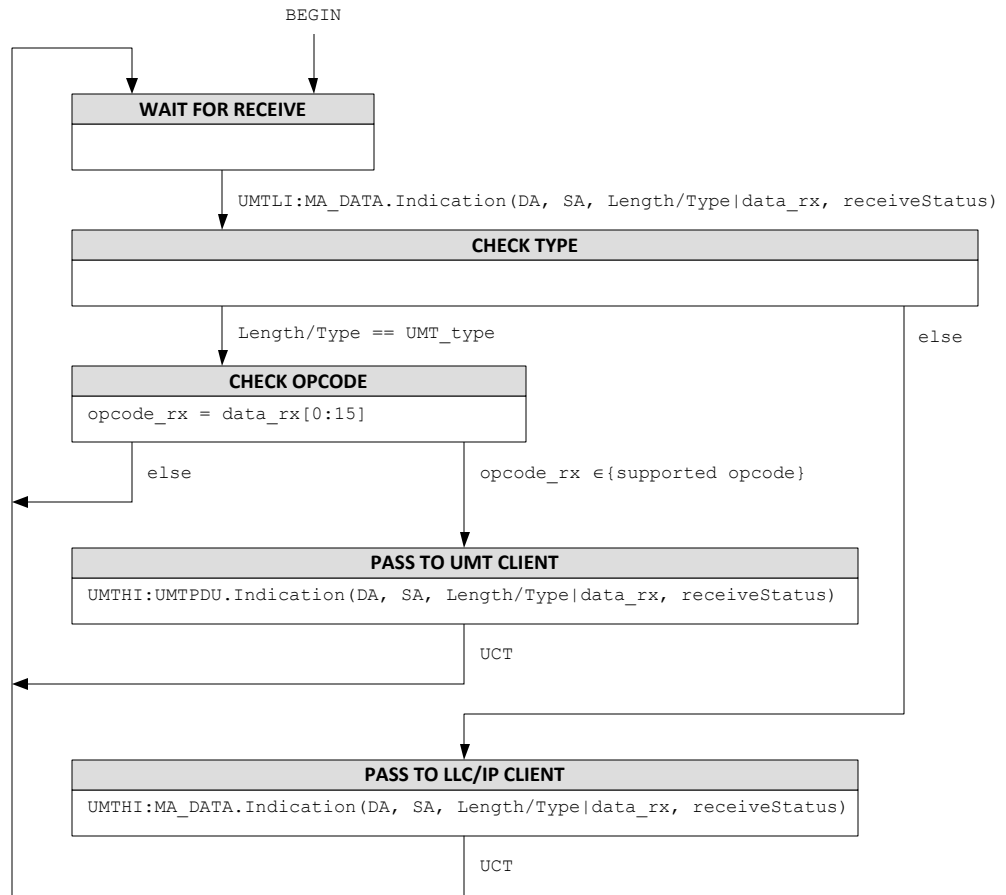 BEGIN
WAIT FOR RECEIVE
UMTLI:MA_DATA.Indication(DA, SA, Length/Type|data_rx, receiveStatus)
CHECK TYPE
Length/Type == UMT_type
else
CHECK OPCODE
opcode_rx = data_rx[0:15]
else
opcode_rx ∈{supported opcode}
PASS TO UMT CLIENT
UMTHI:UMTPDU.Indication(DA, SA, Length/Type|data_rx, receiveStatus)
UCT
PASS TO LLC/IP CLIENT
UMTHI:MA_DATA.Indication(DA, SA, Length/Type|data_rx, receiveStatus)
UCT